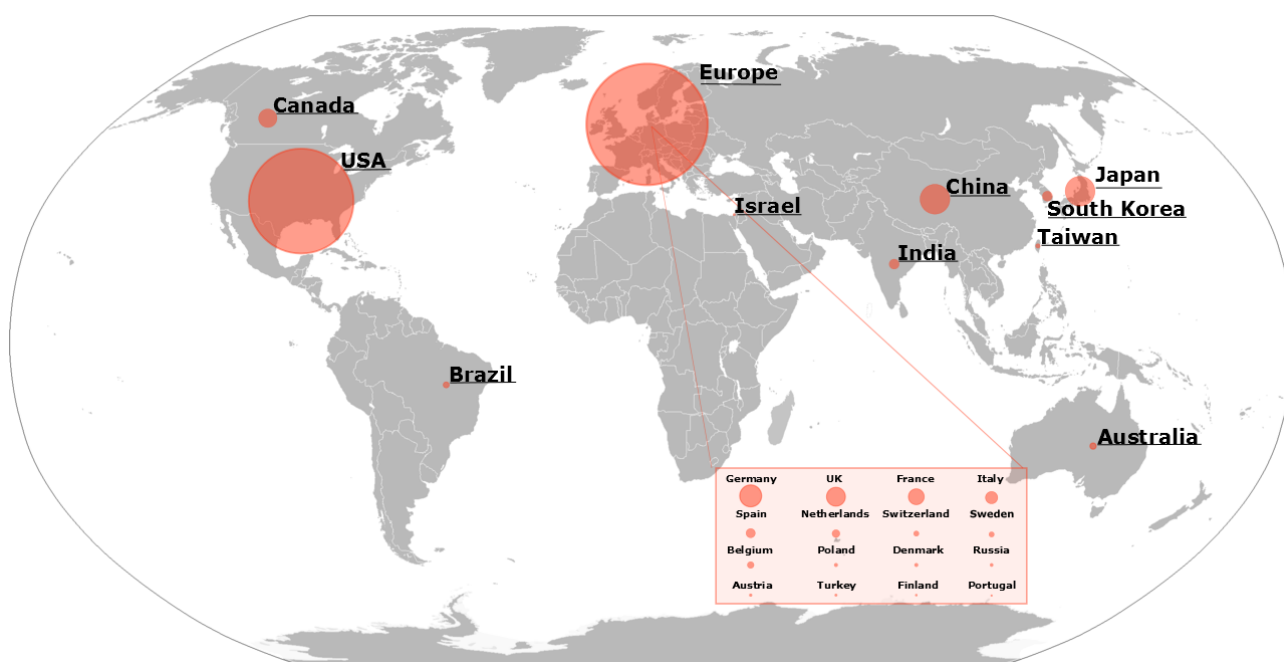 Europe
Canada
USA
Japan
China
Israel
South Korea
Taiwan
India
Brazil
Australia
Germany UK France Italy
Spain Netherlands Switzerland Sweden
Belgium Poland Denmark Russia
Austria Turkey Finland Portugal